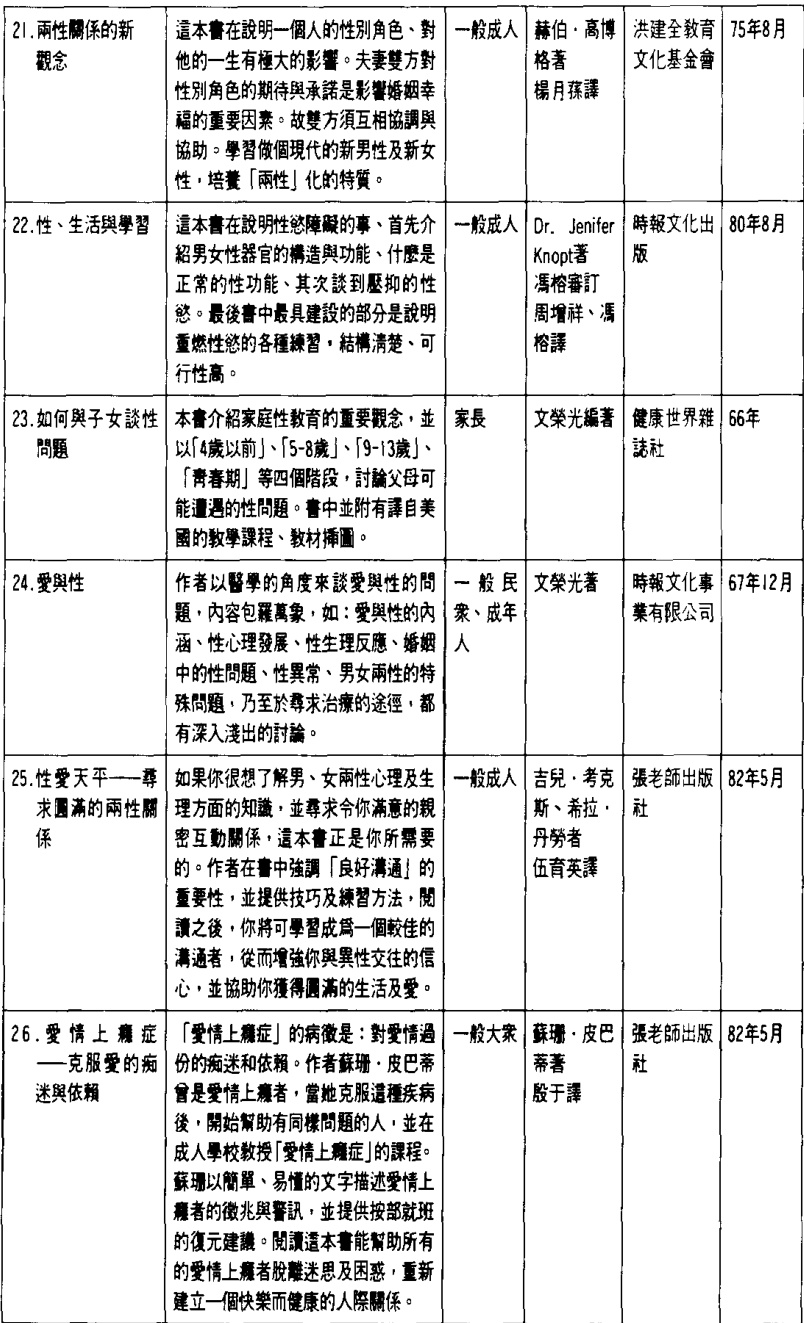 21.兩性關係的新
觀念
這本書在說明一個人的性別角色、對
他的一生有極大的影響。夫妻雙方對
性別角色的期待與承諾是影響婚姻幸
福的重要因素。故雙方須互相協調與
協助。學習做個現代的新男性及新女
性，培養「兩性」化的特質。
一般成人
赫伯．高博
格著
楊月蓀譯
洪建全教育
文化基金會
75年8月
22.性、生活與學習
這本書在說明性慾障礙的事、首先介
紹男女性器官的構造與功能、什麼是
正常的性功能、其次談到壓抑的性
慾。最後書中最具建設的部分是說明
重燃性慾的各種練習，結構清楚、可
行性高。
一般成人
Dr. Jenifer
Knopt著
馮榕審訂
周增祥、馮
榕譯
時報文化出
版
80年8月
23.如何與子女談性
問題
本書介紹家庭性教育的重要觀念，並
以「4歲以前」、「5-8歲」、「9-13歲」、
「青春期」等四個階段，討論父母可
能遭遇的性問題。書中並附有譯自美
國的教學課程、教材插圖。
家長
文榮光編著
健康世界雜
誌社
66年
24.愛與性
作者以醫學的角度來談愛與性的問
題，內容包羅萬象，如：愛與性的內
涵、性心理發展、性生理反應、婚姻
中的性問題、性異常、男女兩性的特
殊問題，乃至於尋求治療的途徑，都
有深入淺出的討論。
一般民
衆、成年
人
文榮光著
時報文化事
業有限公司
67年12月
25.性愛天平——尋
求圓滿的兩性關
係
如果你很想了解男、女兩性心理及生
理方面的知識，並尋求令你滿意的親
密互動關係，這本書正是你所需要
的。作者在書中強調「良好溝通」的
重要性，並提供技巧及練習方法，閱
讀之後，你將可學習成爲一個較佳的
溝通者，從而增強你與異性交往的信
心，並協助你獲得圓滿的生活及愛。
一般成人
吉兒．考克
斯、希拉．
丹勞者
伍育英譯
張老師出版
社
82年5月
26.愛情上癮症
——克服愛的痴
迷與依賴
「愛情上癮症」的病徵是：對愛情過
份的痴迷和依賴。作者蘇珊．皮巴蒂
曾是愛情上癮者，當她克服這種疾病
後，開始幫助有同樣問題的人，並在
成人學校教授「愛情上癮症」的課程。
蘇珊以簡單、易懂的文字描述愛情上
癮者的徵兆與警訊，並提供按部就班
的復元建議。閱讀這本書能幫助所有
的愛情上癮者脫離迷思及困惑，重新
建立一個快樂而健康的人際關係。
一般大衆
蘇珊．皮巴
蒂著
殷于譯
張老師出版
社
82年5月